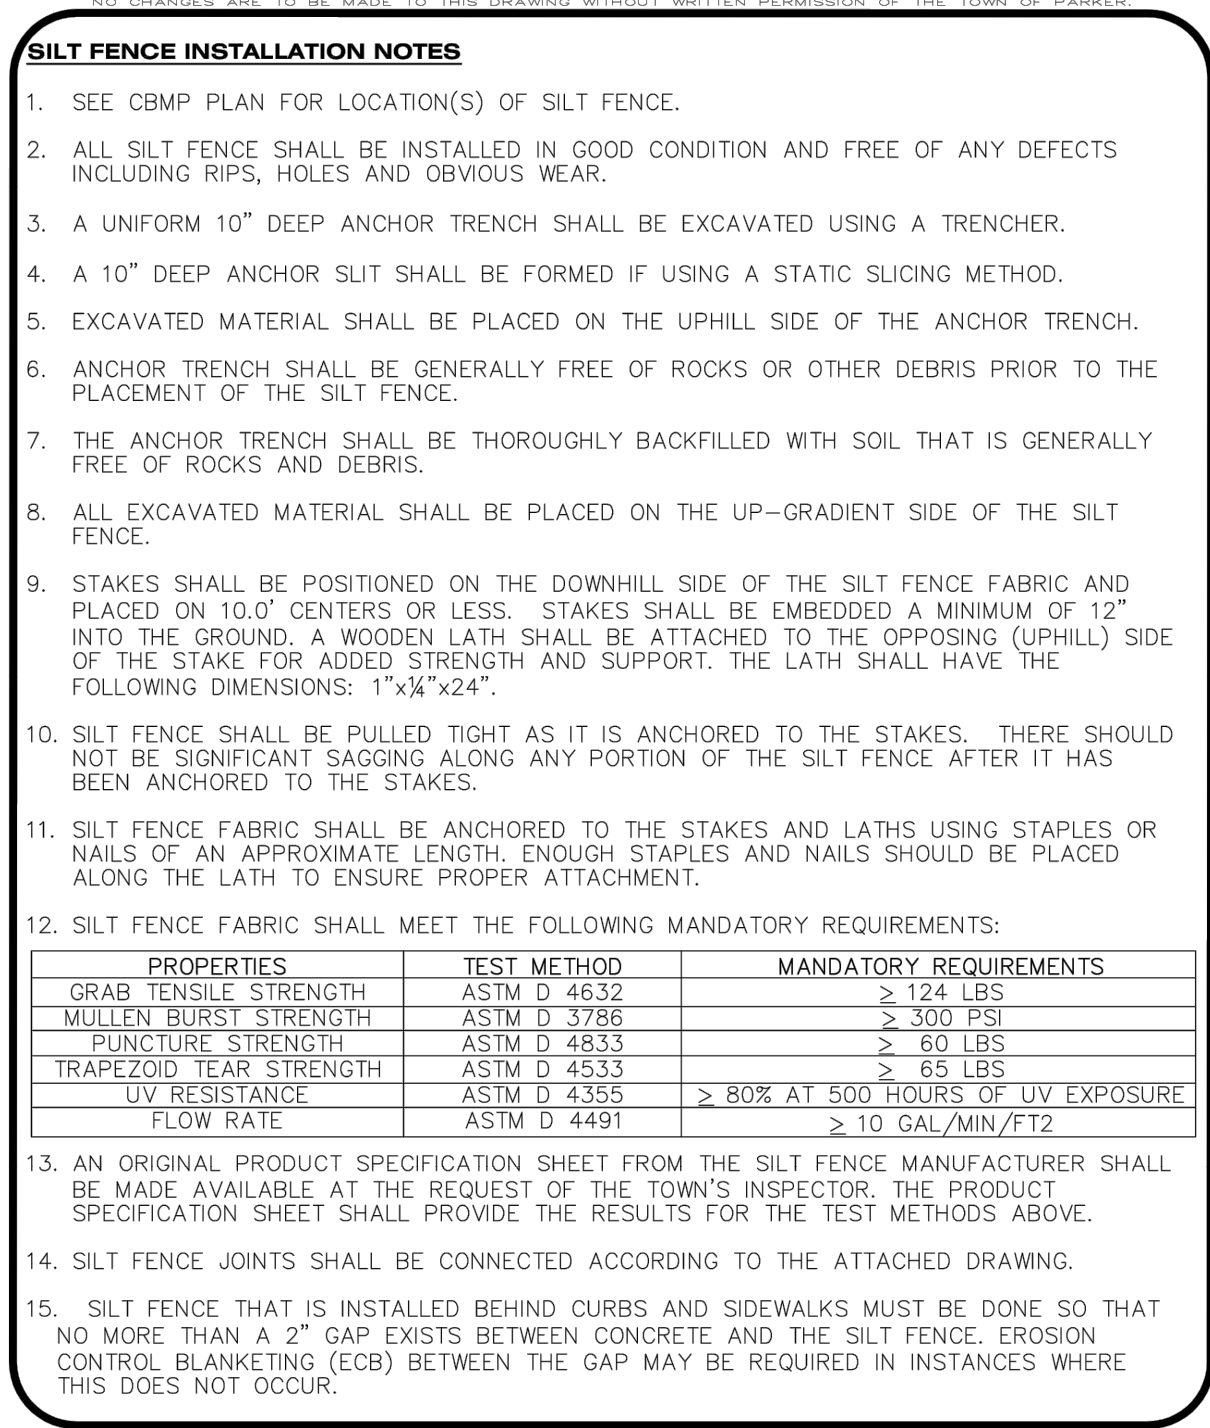 NO CHANGES ARE TO BE MADE TO THIS DRAWING WITHOUT WRITTEN PERMISSION OF THE TOWN OF PARKER.
SILT FENCE INSTALLATION NOTES
1. SEE CBMP PLAN FOR LOCATION(S) OF SILT FENCE.
2. ALL SILT FENCE SHALL BE INSTALLED IN GOOD CONDITION AND FREE OF ANY DEFECTS
INCLUDING RIPS, HOLES AND OBVIOUS WEAR.
3. A UNIFORM 10" DEEP ANCHOR TRENCH SHALL BE EXCAVATED USING A TRENCHER.
4. A 10" DEEP ANCHOR SLIT SHALL BE FORMED IF USING A STATIC SLICING METHOD.
5. EXCAVATED MATERIAL SHALL BE PLACED ON THE UPHILL SIDE OF THE ANCHOR TRENCH.
6. ANCHOR TRENCH SHALL BE GENERALLY FREE OF ROCKS OR OTHER DEBRIS PRIOR TO THE
PLACEMENT OF THE SILT FENCE.
7. THE ANCHOR TRENCH SHALL BE THOROUGHLY BACKFILLED WITH SOIL THAT IS GENERALLY
FREE OF ROCKS AND DEBRIS.
8. ALL EXCAVATED MATERIAL SHALL BE PLACED ON THE UP-GRADIENT SIDE OF THE SILT
FENCE.
9. STAKES SHALL BE POSITIONED ON THE DOWNHILL SIDE OF THE SILT FENCE FABRIC AND
PLACED ON 10.0' CENTERS OR LESS. STAKES SHALL BE EMBEDDED A MINIMUM OF 12"
INTO THE GROUND. A WOODEN LATH SHALL BE ATTACHED TO THE OPPOSING (UPHILL) SIDE
OF THE STAKE FOR ADDED STRENGTH AND SUPPORT. THE LATH SHALL HAVE THE
FOLLOWING DIMENSIONS: 1"x¼"x24".
10. SILT FENCE SHALL BE PULLED TIGHT AS IT IS ANCHORED TO THE STAKES. THERE SHOULD
NOT BE SIGNIFICANT SAGGING ALONG ANY PORTION OF THE SILT FENCE AFTER IT HAS
BEEN ANCHORED TO THE STAKES.
11. SILT FENCE FABRIC SHALL BE ANCHORED TO THE STAKES AND LATHS USING STAPLES OR
NAILS OF AN APPROXIMATE LENGTH. ENOUGH STAPLES AND NAILS SHOULD BE PLACED
ALONG THE LATH TO ENSURE PROPER ATTACHMENT.
12. SILT FENCE FABRIC SHALL MEET THE FOLLOWING MANDATORY REQUIREMENTS:
PROPERTIES TEST METHOD MANDATORY REQUIREMENTS
GRAB TENSILE STRENGTH ASTM D 4632 ≥ 124 LBS
MULLEN BURST STRENGTH ASTM D 3786 ≥ 300 PSI
PUNCTURE STRENGTH ASTM D 4833 ≥ 60 LBS
TRAPEZOID TEAR STRENGTH ASTM D 4533 ≥ 65 LBS
UV RESISTANCE ASTM D 4355 ≥ 80% AT 500 HOURS OF UV EXPOSURE
FLOW RATE ASTM D 4491 ≥ 10 GAL/MIN/FT2
13. AN ORIGINAL PRODUCT SPECIFICATION SHEET FROM THE SILT FENCE MANUFACTURER SHALL
BE MADE AVAILABLE AT THE REQUEST OF THE TOWN'S INSPECTOR. THE PRODUCT
SPECIFICATION SHEET SHALL PROVIDE THE RESULTS FOR THE TEST METHODS ABOVE.
14. SILT FENCE JOINTS SHALL BE CONNECTED ACCORDING TO THE ATTACHED DRAWING.
15. SILT FENCE THAT IS INSTALLED BEHIND CURBS AND SIDEWALKS MUST BE DONE SO THAT
NO MORE THAN A 2" GAP EXISTS BETWEEN CONCRETE AND THE SILT FENCE. EROSION
CONTROL BLANKETING (ECB) BETWEEN THE GAP MAY BE REQUIRED IN INSTANCES WHERE
THIS DOES NOT OCCUR.